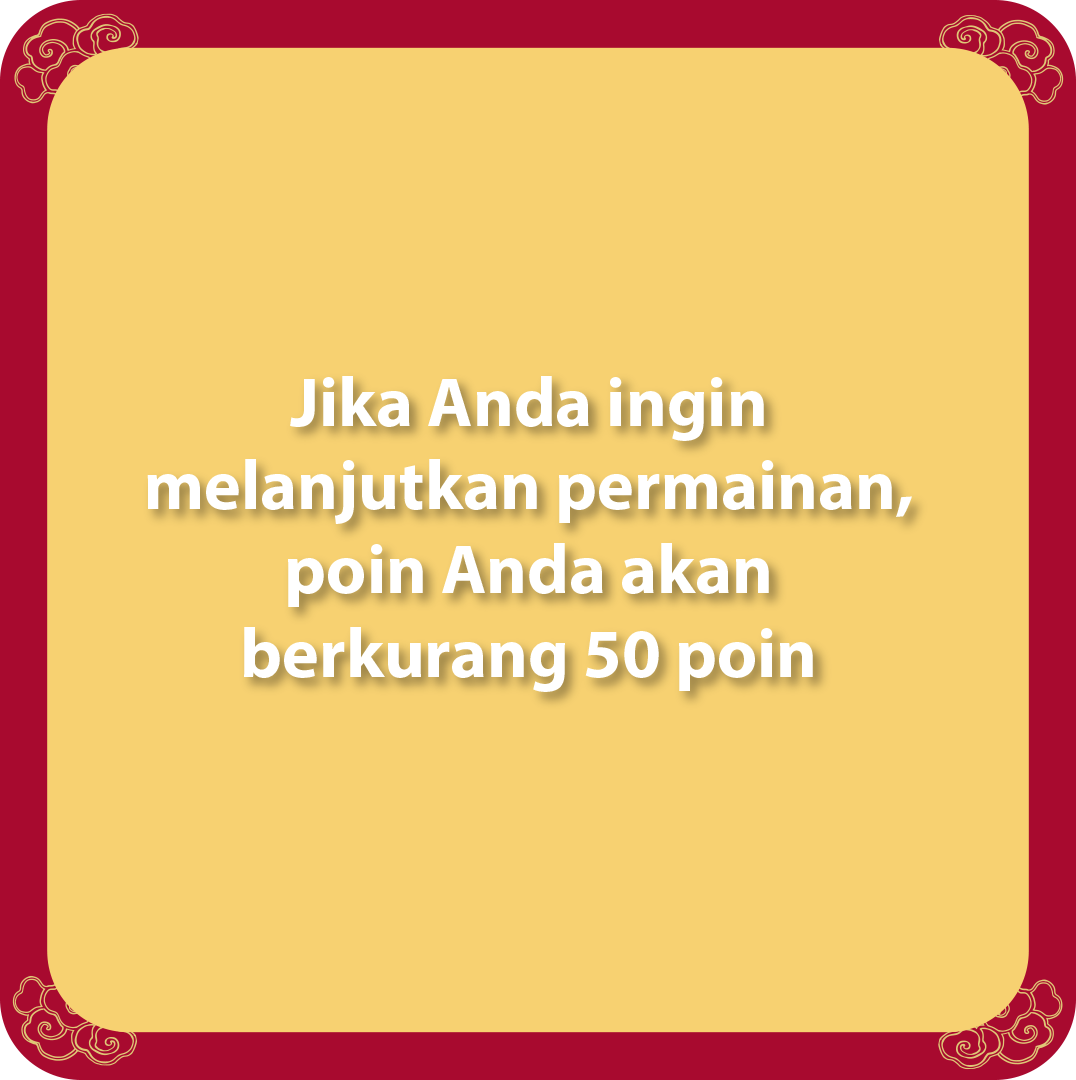 Jika Anda ingin
melanjutkan permainan,
poin Anda akan
berkurang 50 poin